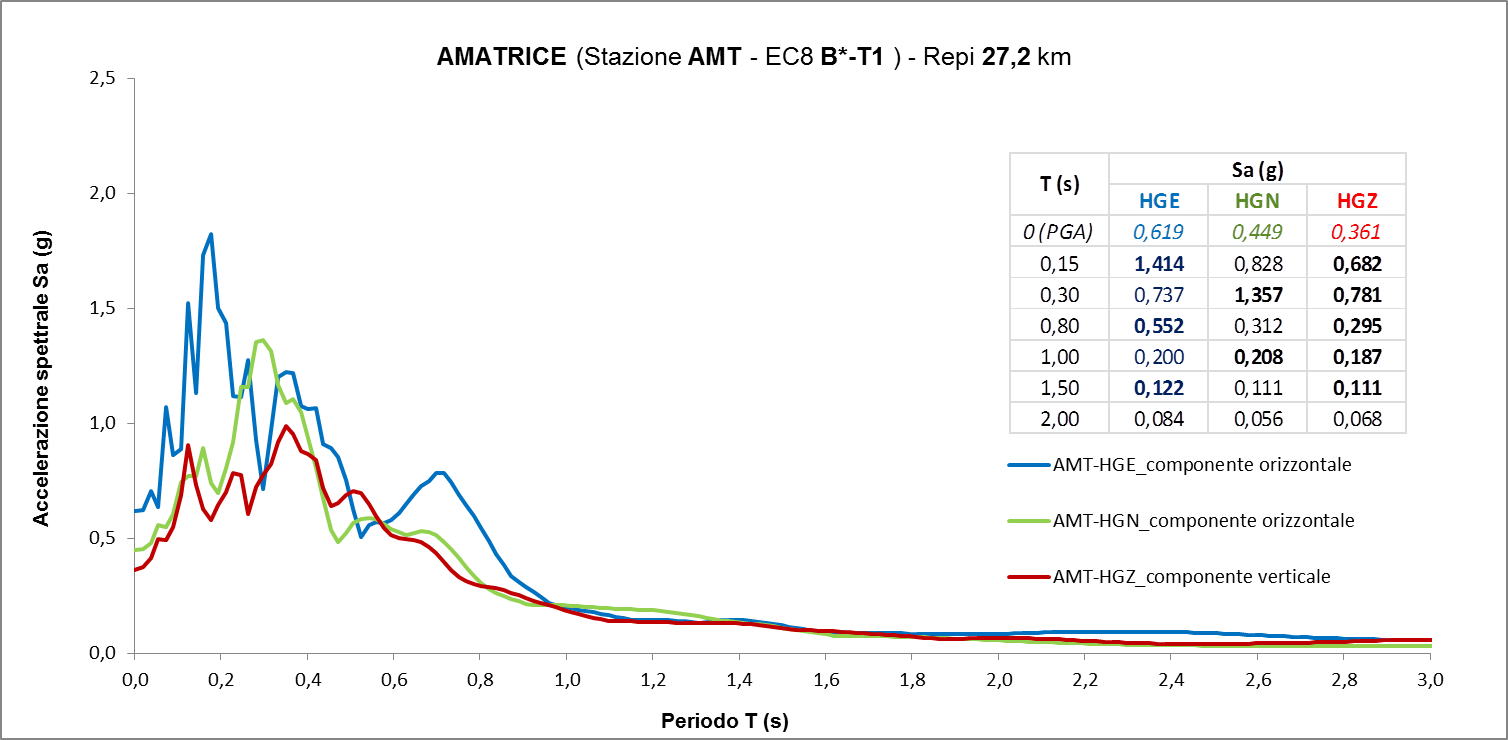 AMATRICE (Stazione AMT - EC8 B*-T1 ) - Repi 27,2 km
2,5
2,0
1,5
1,0
0,5
0,0
Accelerazione spettrale Sa (g)
T (s) Sa (g)
HGE HGN HGZ
0 (PGA) 0,619 0,449 0,361
0,15 1,414 0,828 0,682
0,30 0,737 1,357 0,781
0,80 0,552 0,312 0,295
1,00 0,200 0,208 0,187
1,50 0,122 0,111 0,111
2,00 0,084 0,056 0,068
AMT-HGE_componente orizzontale
AMT-HGN_componente orizzontale
AMT-HGZ_componente verticale
0,0 0,2 0,4 0,6 0,8 1,0 1,2 1,4 1,6 1,8 2,0 2,2 2,4 2,6 2,8 3,0
Periodo T (s)